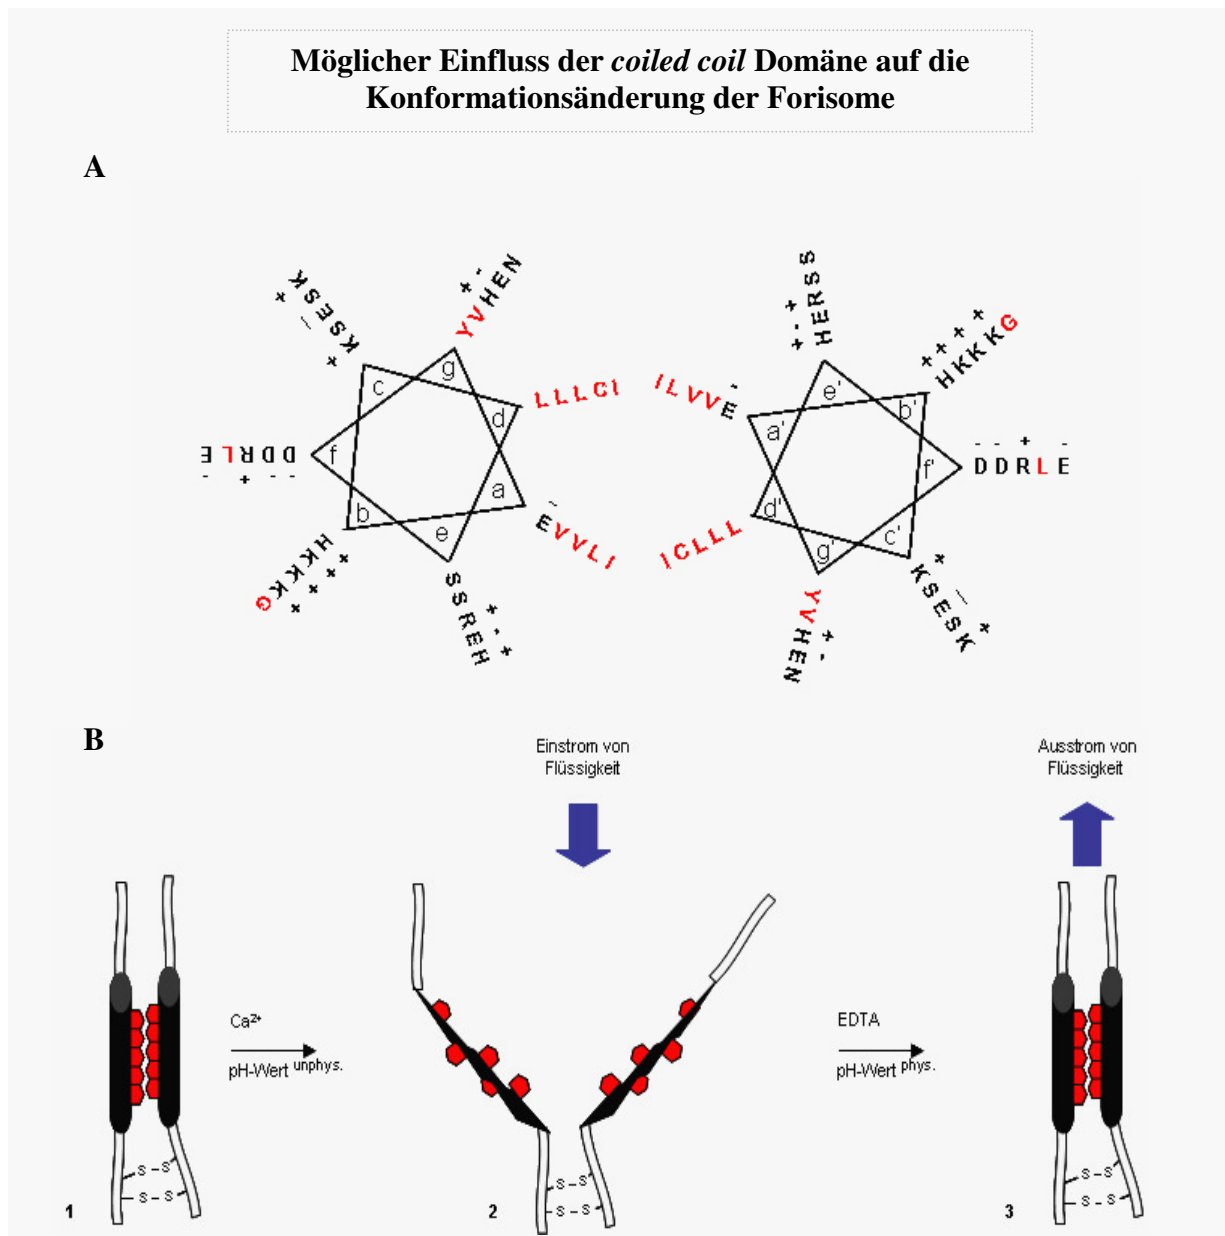 Möglicher Einfluss der coiled coil Domäne auf die
Konformationsänderung der Forisome
A
KSESK
+ - +
YVHEN
+ -
LLLCI
ILVVE
-
HERSS
+ - +
HKKKG
+ + + +
c
g
d
e'
b'
a'
DDRLE
- - + -
f
a
b
e
EVVLI
-
f'
d'
c'
g'
DDRLE
- - + -
HKKKG
+ + + +
SSREH
+ - +
ICLLL
YVHEN
+ -
KSESK
+ - +
B
Einstrom von
Flüssigkeit
Ausstrom von
Flüssigkeit
Ca2+
pH-Wert unphys.
EDTA
pH-Wert phys.
S-S
S-S
1
S-S
S-S
2
S-S
S-S
3